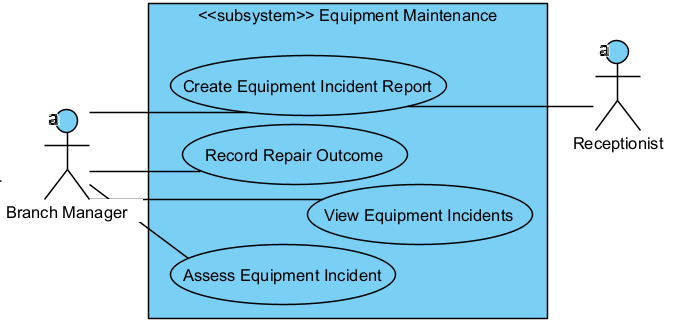 <<subsystem>> Equipment Maintenance
a
Create Equipment Incident Report
a
Receptionist
Record Repair Outcome
Branch Manager
View Equipment Incidents
Assess Equipment Incident